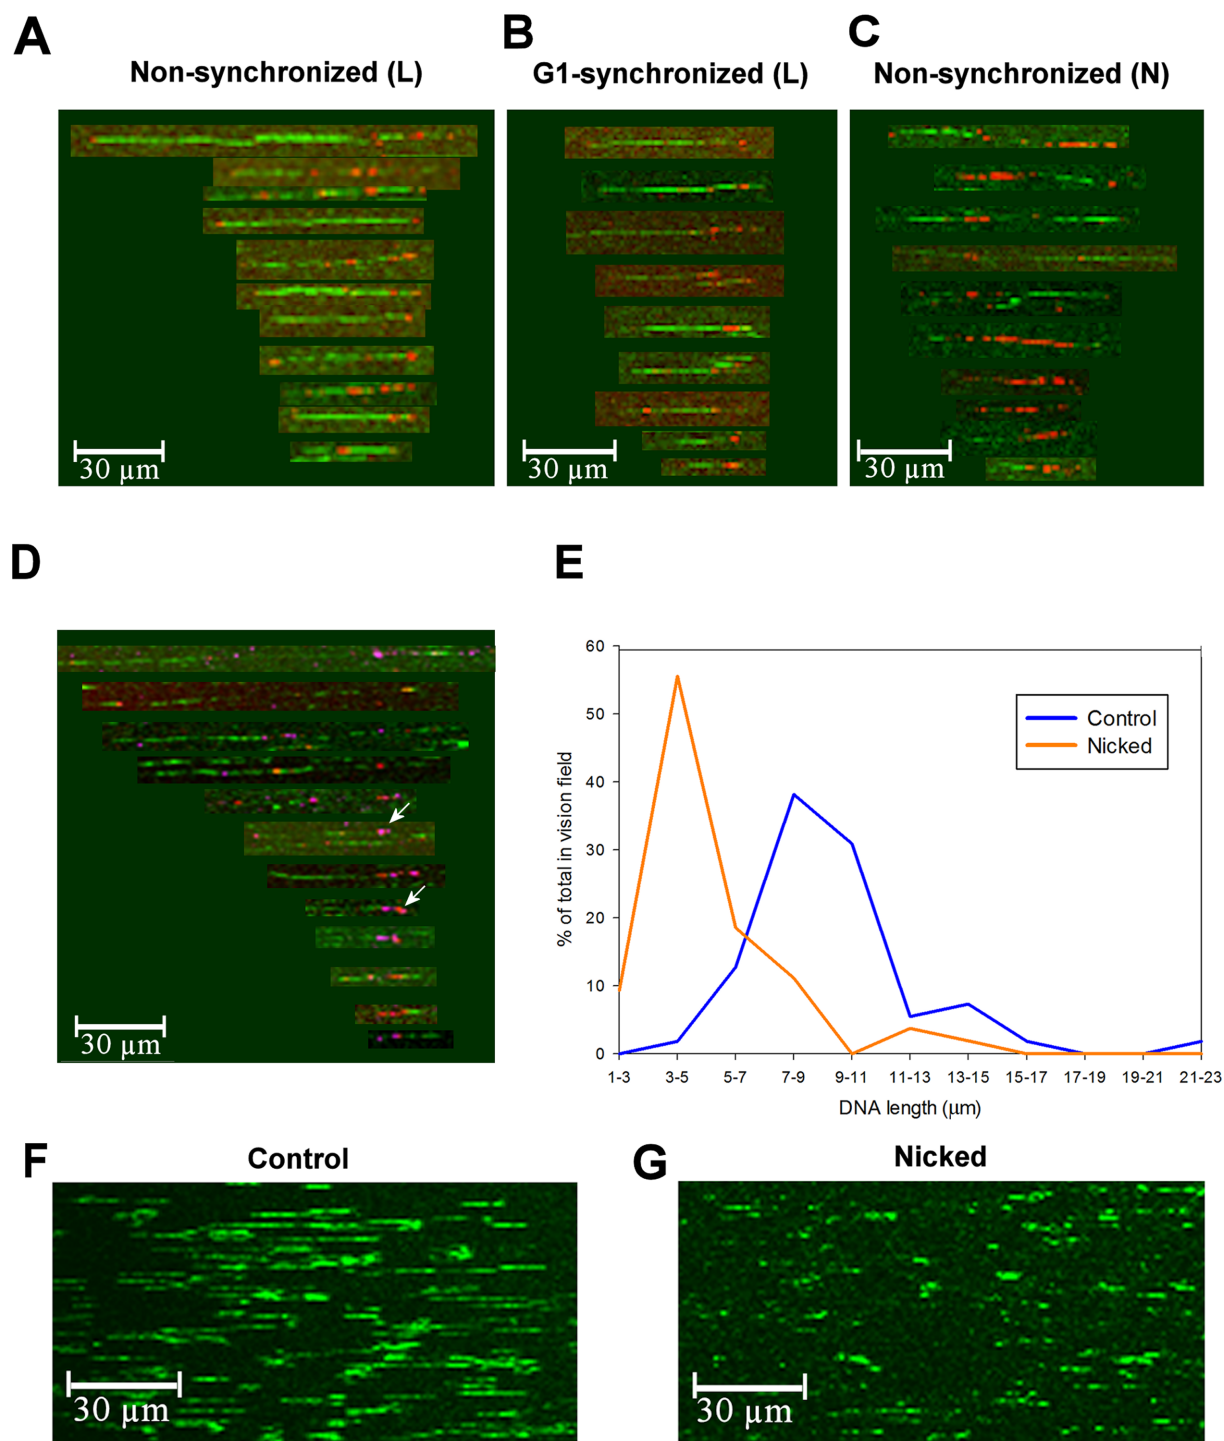 A
Non-synchronized (L)
30 µm
B
G1-synchronized (L)
30 µm
C
Non-synchronized (N)
30 µm
D
30 µm
E
60
50
40
30
20
10
0
% of total in vision field
Control
Nicked
1-3 3-5 5-7 7-9 9-11 11-13 13-15 15-17 17-19 19-21 21-23
DNA length (µm)
F
Control
30 µm
G
Nicked
30 µm